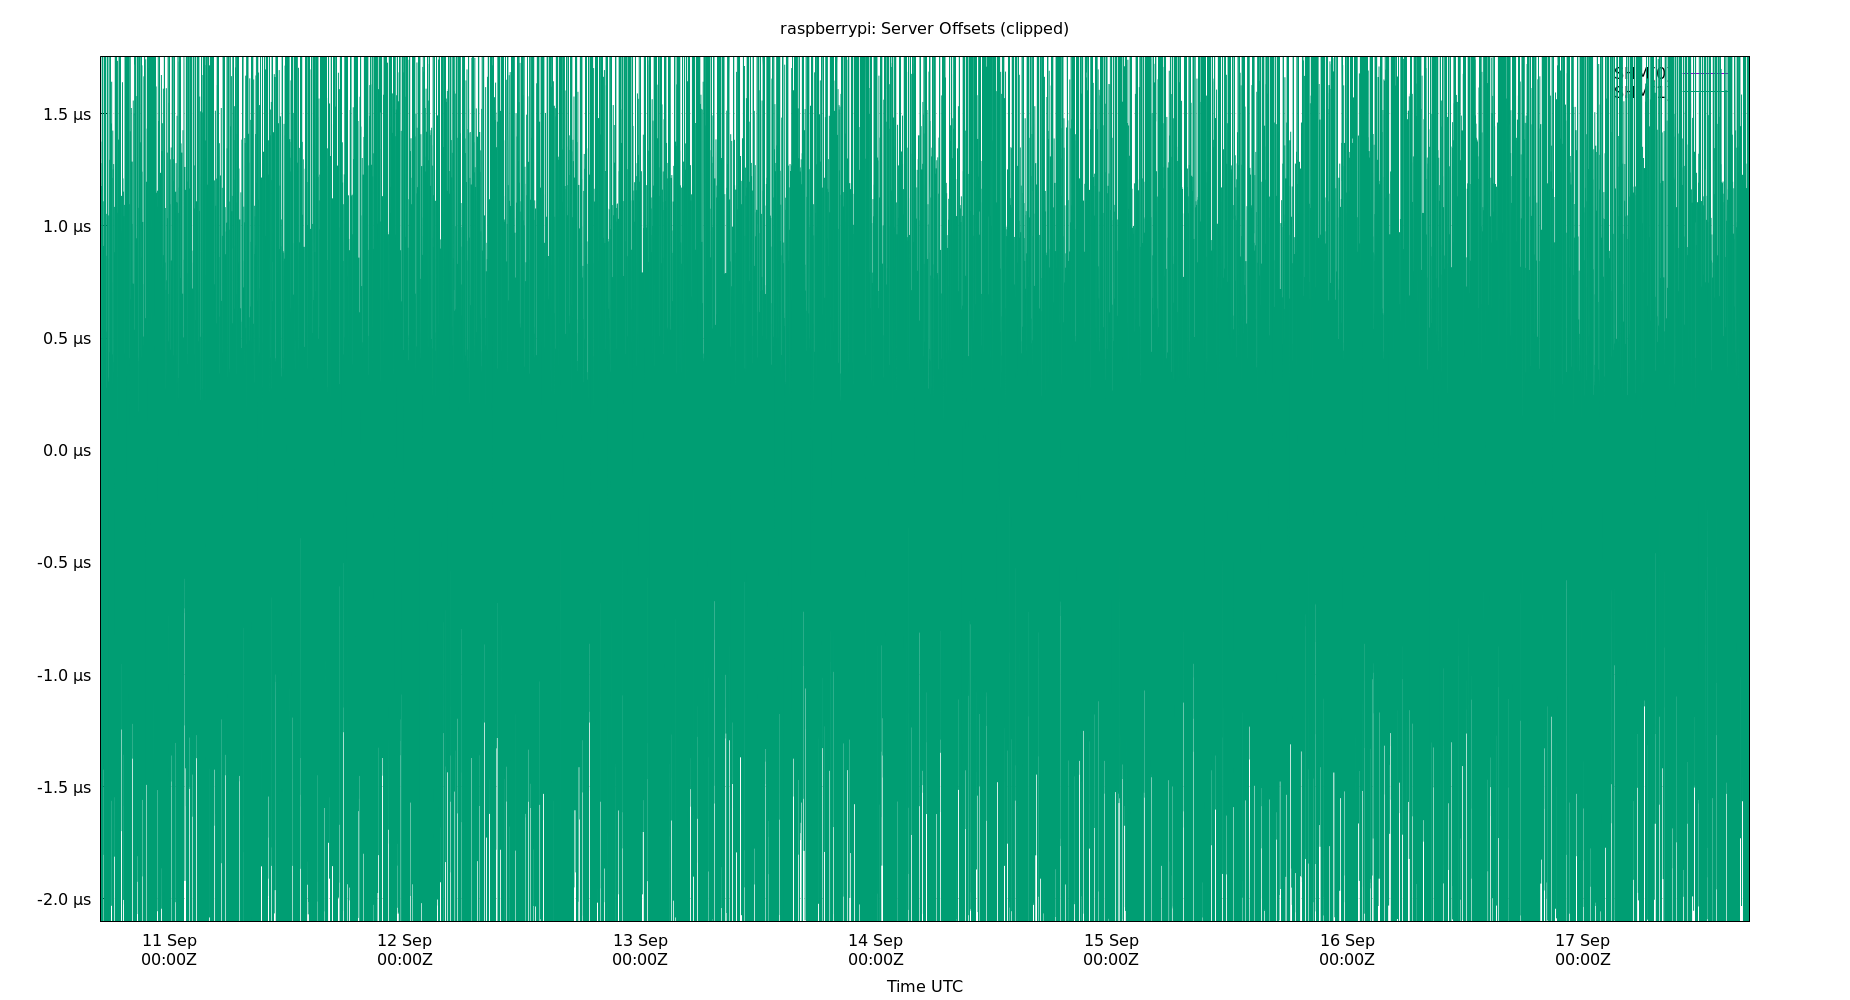 raspberrypi: Server Offsets (clipped)
1.5 µs
1.0 µs
0.5 µs
0.0 µs
-0.5 µs
-1.0 µs
-1.5 µs
-2.0 µs
11 Sep 12 Sep 13 Sep 14 Sep 15 Sep 16 Sep 17 Sep
00:00Z 00:00Z 00:00Z 00:00Z 00:00Z 00:00Z 00:00Z
Time UTC